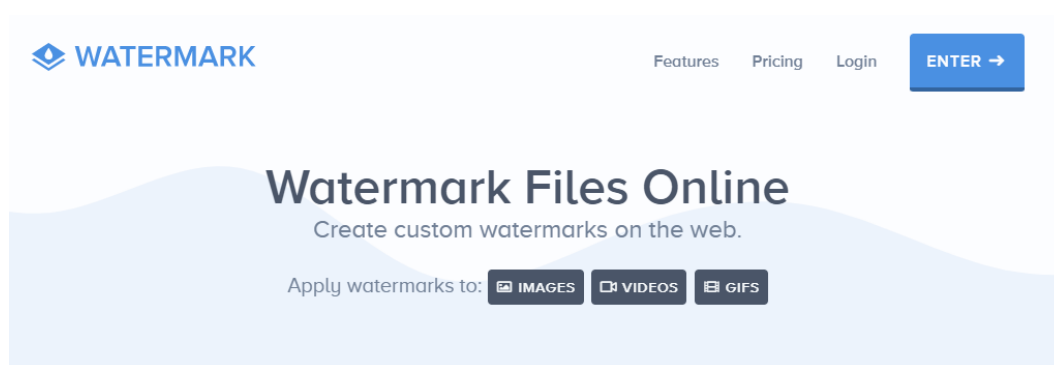 WATERMARK
Features Pricing Login ENTER →
Watermark Files Online
Create custom watermarks on the web.
Apply watermarks to: IMAGES VIDEOS GIFS